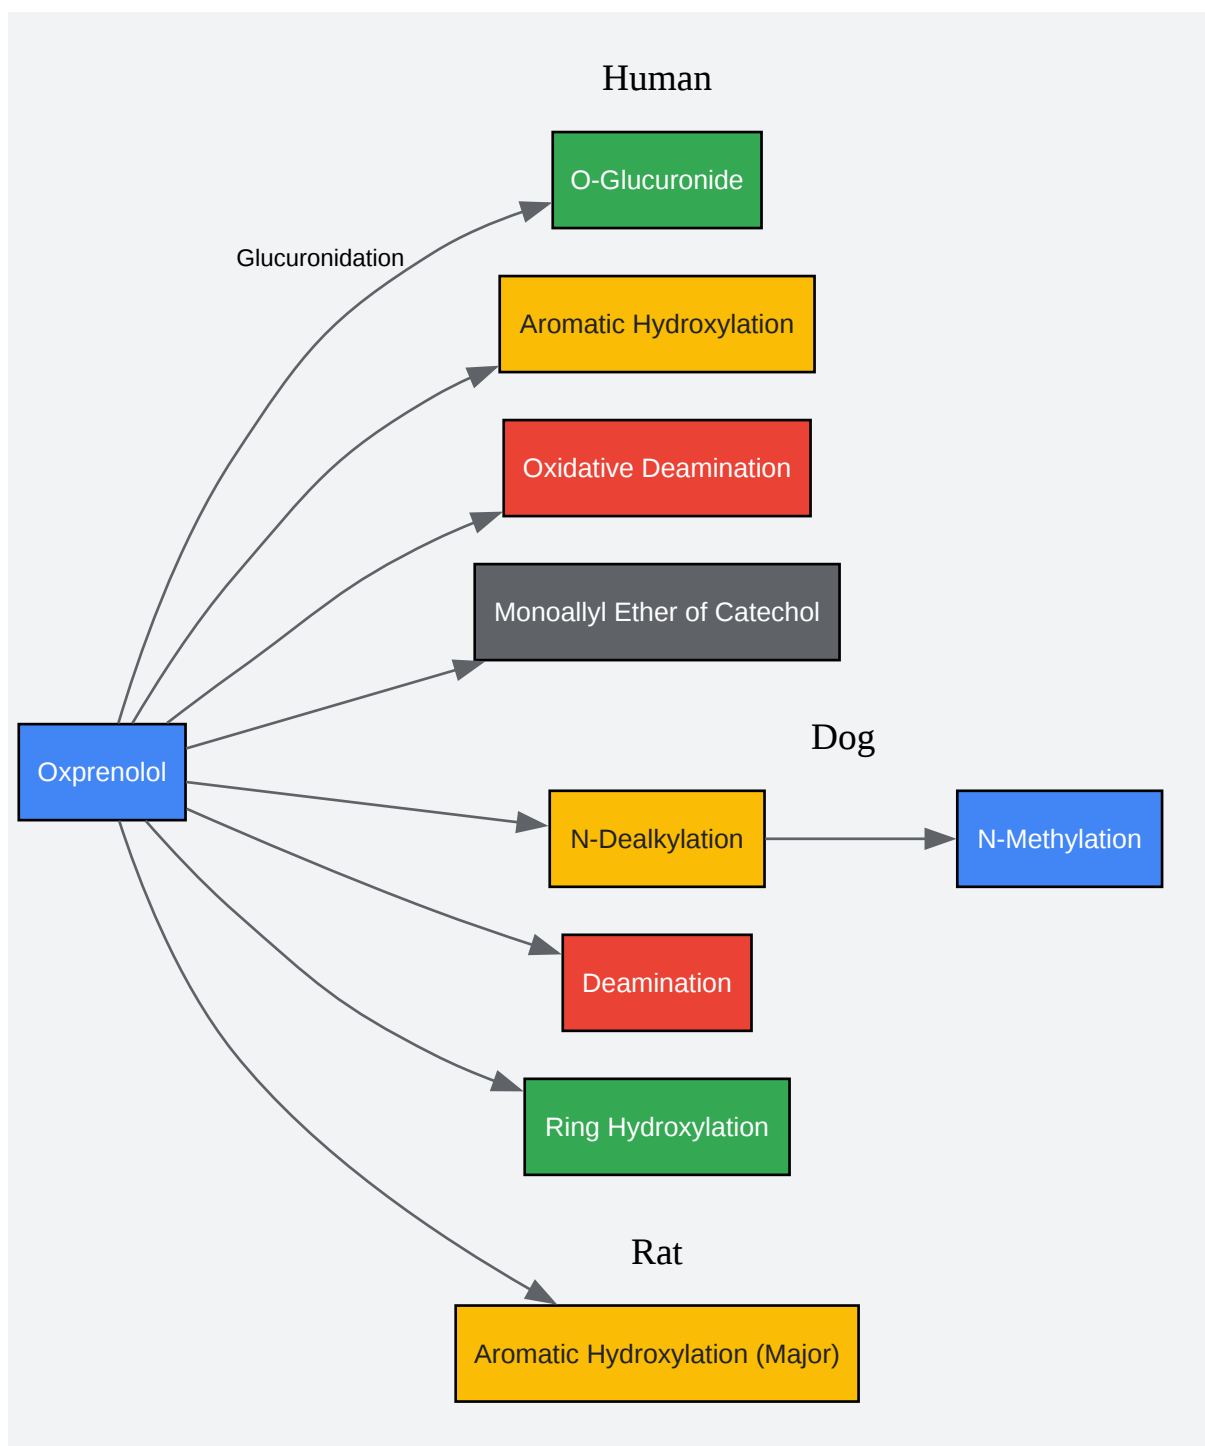 Human
O-Glucuronide
Glucuronidation
Aromatic Hydroxylation
Oxidative Deamination
Monoallyl Ether of Catechol
Dog
Oxprenolol
N-Dealkylation
N-Methylation
Deamination
Ring Hydroxylation
Rat
Aromatic Hydroxylation (Major)